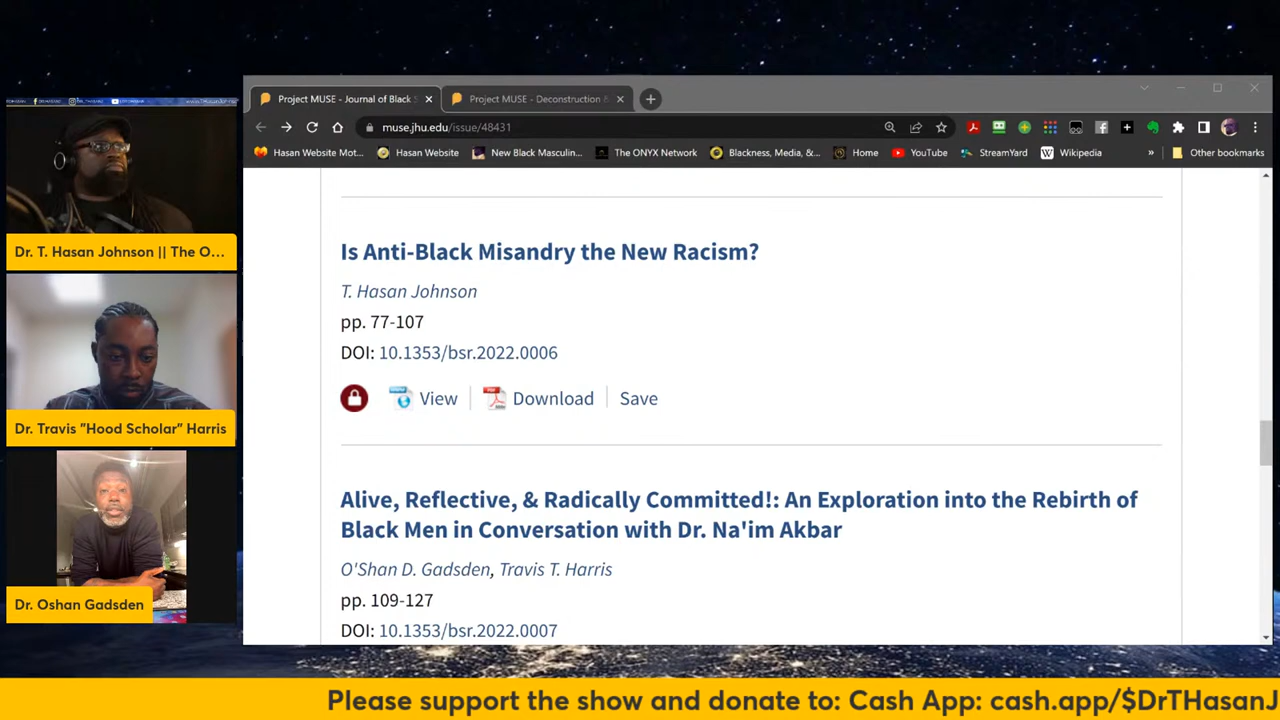 Dr. T. Hasan Johnson || The O...
Dr. Travis "Hood Scholar" Harris
Dr. Oshan Gadsden
Project MUSE - Journal of Black
Project MUSE - Deconstruction &
muse.jhu.edu/issue/48431
Hasan Website Mot...
Hasan Website
New Black Masculin...
The ONYX Network
Blackness, Media, &...
Home
YouTube
StreamYard
Wikipedia
»
Other bookmarks
Is Anti-Black Misandry the New Racism?
T. Hasan Johnson
pp. 77-107
DOI: 10.1353/bsr.2022.0006
View
Download
Save
Alive, Reflective, & Radically Committed!: An Exploration into the Rebirth of
Black Men in Conversation with Dr. Na'im Akbar
O'Shan D. Gadsden, Travis T. Harris
pp. 109-127
DOI: 10.1353/bsr.2022.0007
Please support the show and donate to: Cash App: cash.app/$DrTHasanJ